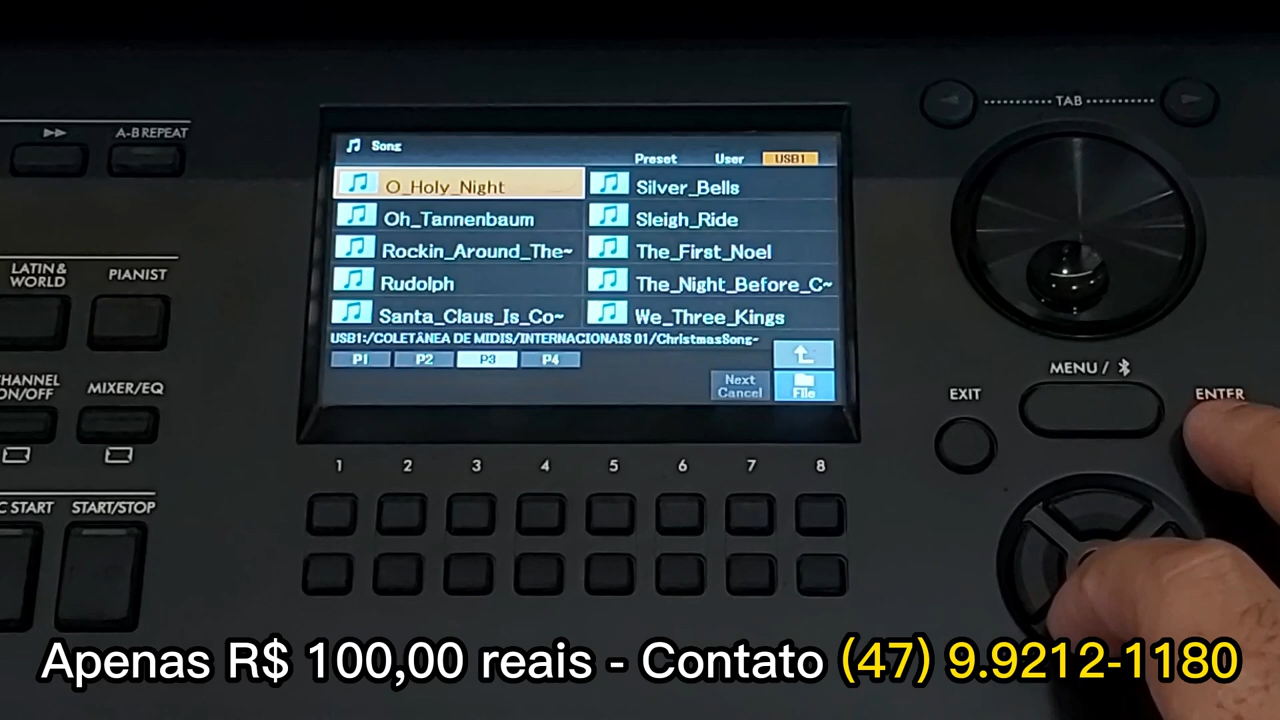 TAB
A-B REPEAT
Song
Preset User USB1
O_Holy_Night
Oh_Tannenbaum
Rockin_Around_The~
Rudolph
Santa_Claus_Is_Co~
Silver_Bells
Sleigh_Ride
The_First_Noel
The_Night_Before_C~
We_Three_Kings
USB1:/COLETÂNEA DE MIDIS/INTERNACIONAIS 01/ChristmasSong~
P1 P2 P3 P4
Next
Cancel
File
LATIN &
WORLD
PIANIST
CHANNEL
ON/OFF
MIXER/EQ
MENU /
EXIT
ENTER
1 2 3 4 5 6 7 8
C START
START/STOP
Apenas R$ 100,00 reais - Contato (47) 9.9212-1180